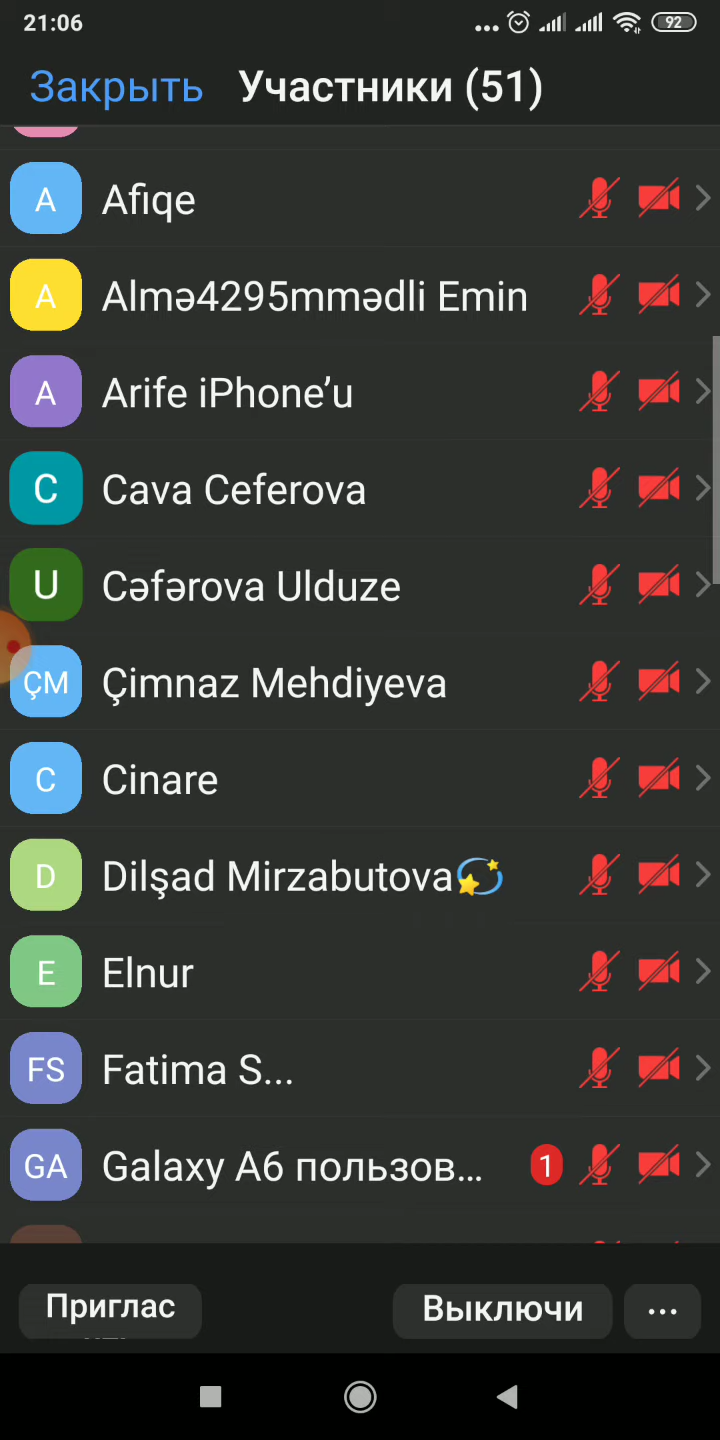 21:06
92
Закрыть Участники (51)
A Afiqe
A Almə4295mmədli Emin
A Arife iPhone’u
C Cava Ceferova
U Cəfərova Ulduze
ÇM Çimnaz Mehdiyeva
C Cinare
D Dilşad Mirzabutova💫
E Elnur
FS Fatima S...
GA Galaxy A6 пользов... 1
Приглас Выключи ...